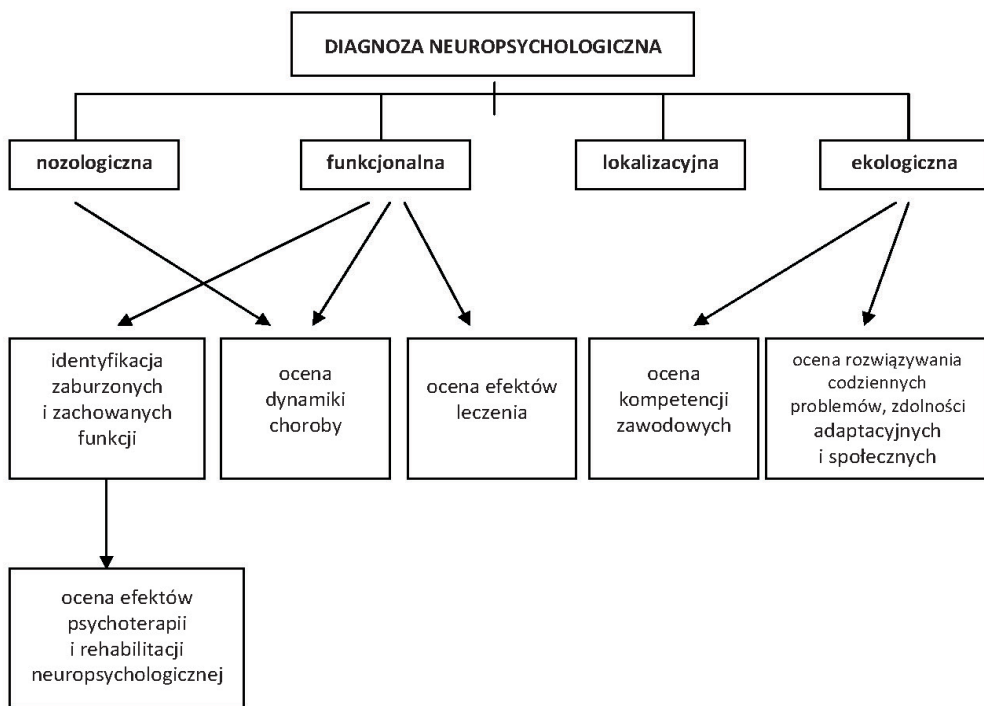 DIAGNOZA NEUROPSYCHOLOGICZNA
nozologiczna
funkcjonalna
lokalizacyjna
ekologiczna
identyfikacja
zaburzonych
i zachowanych
funkcji
ocena
dynamiki
choroby
ocena efektów
leczenia
ocena
kompetencji
zawodowych
ocena rozwiązywania
codziennych
problemów, zdolności
adaptacyjnych
i społecznych
ocena efektów
psychoterapii
i rehabilitacji
neuropsychologicznej